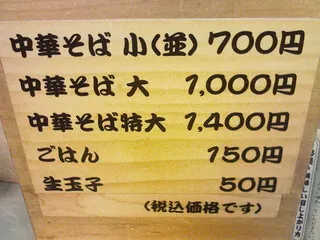 中華そば 小(並) 700円
中華そば 大 1,000円
中華そば特大 1,400円
ごはん 150円
生玉子 50円
(税込価格です)